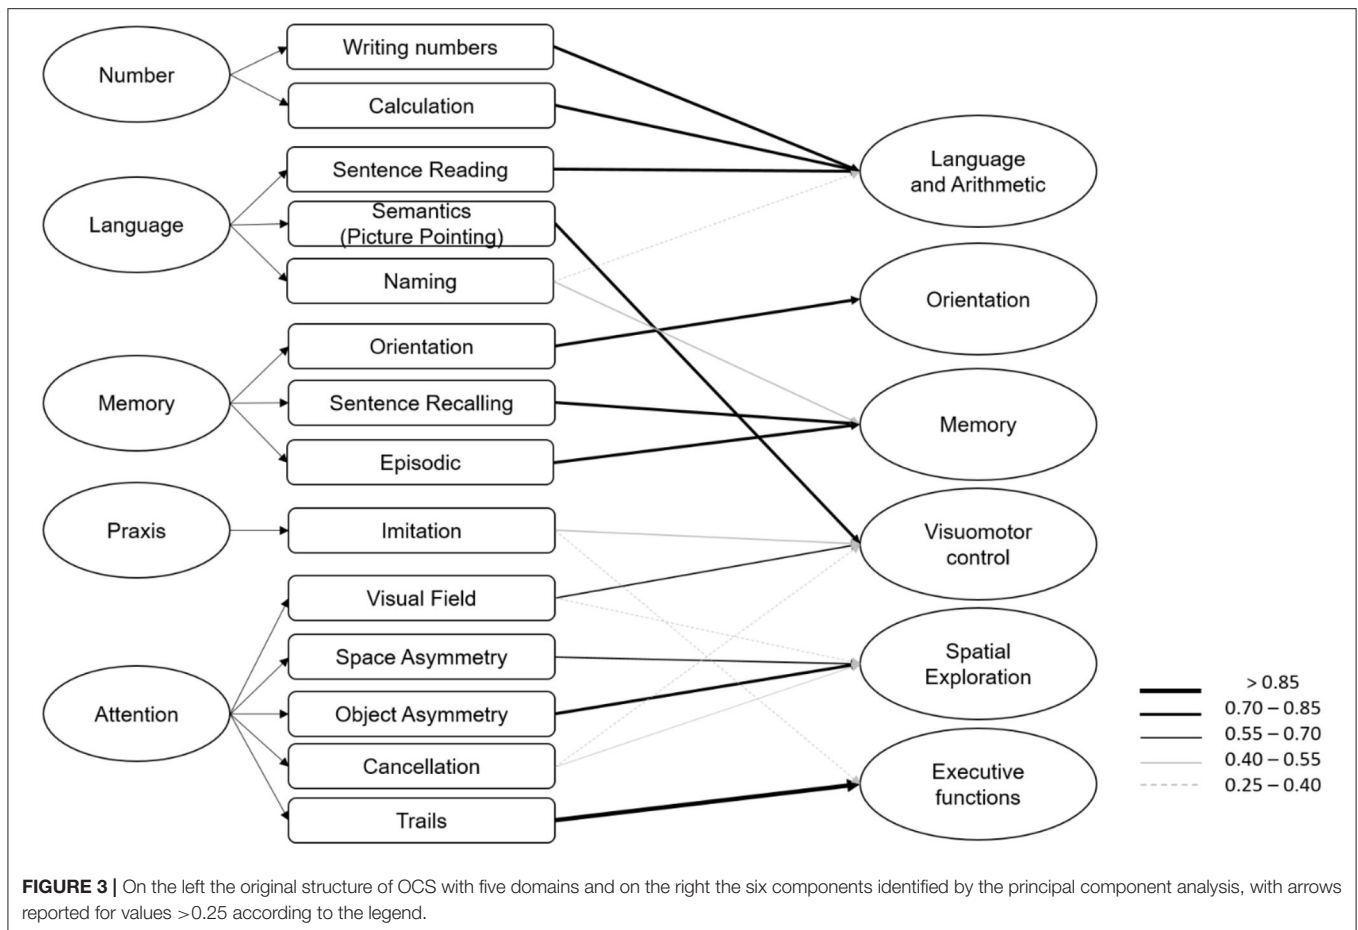 Number
Language
Memory
Praxis
Attention
Writing numbers
Calculation
Sentence Reading
Semantics
(Picture Pointing)
Naming
Orientation
Sentence Recalling
Episodic
Imitation
Visual Field
Space Asymmetry
Object Asymmetry
Cancellation
Trails
Language
and Arithmetic
Orientation
Memory
Visuomotor
control
Spatial
Exploration
Executive
functions
> 0.85
0.70 – 0.85
0.55 – 0.70
0.40 – 0.55
0.25 – 0.40
FIGURE 3 | On the left the original structure of OCS with five domains and on the right the six components identified by the principal component analysis, with arrows
reported for values >0.25 according to the legend.